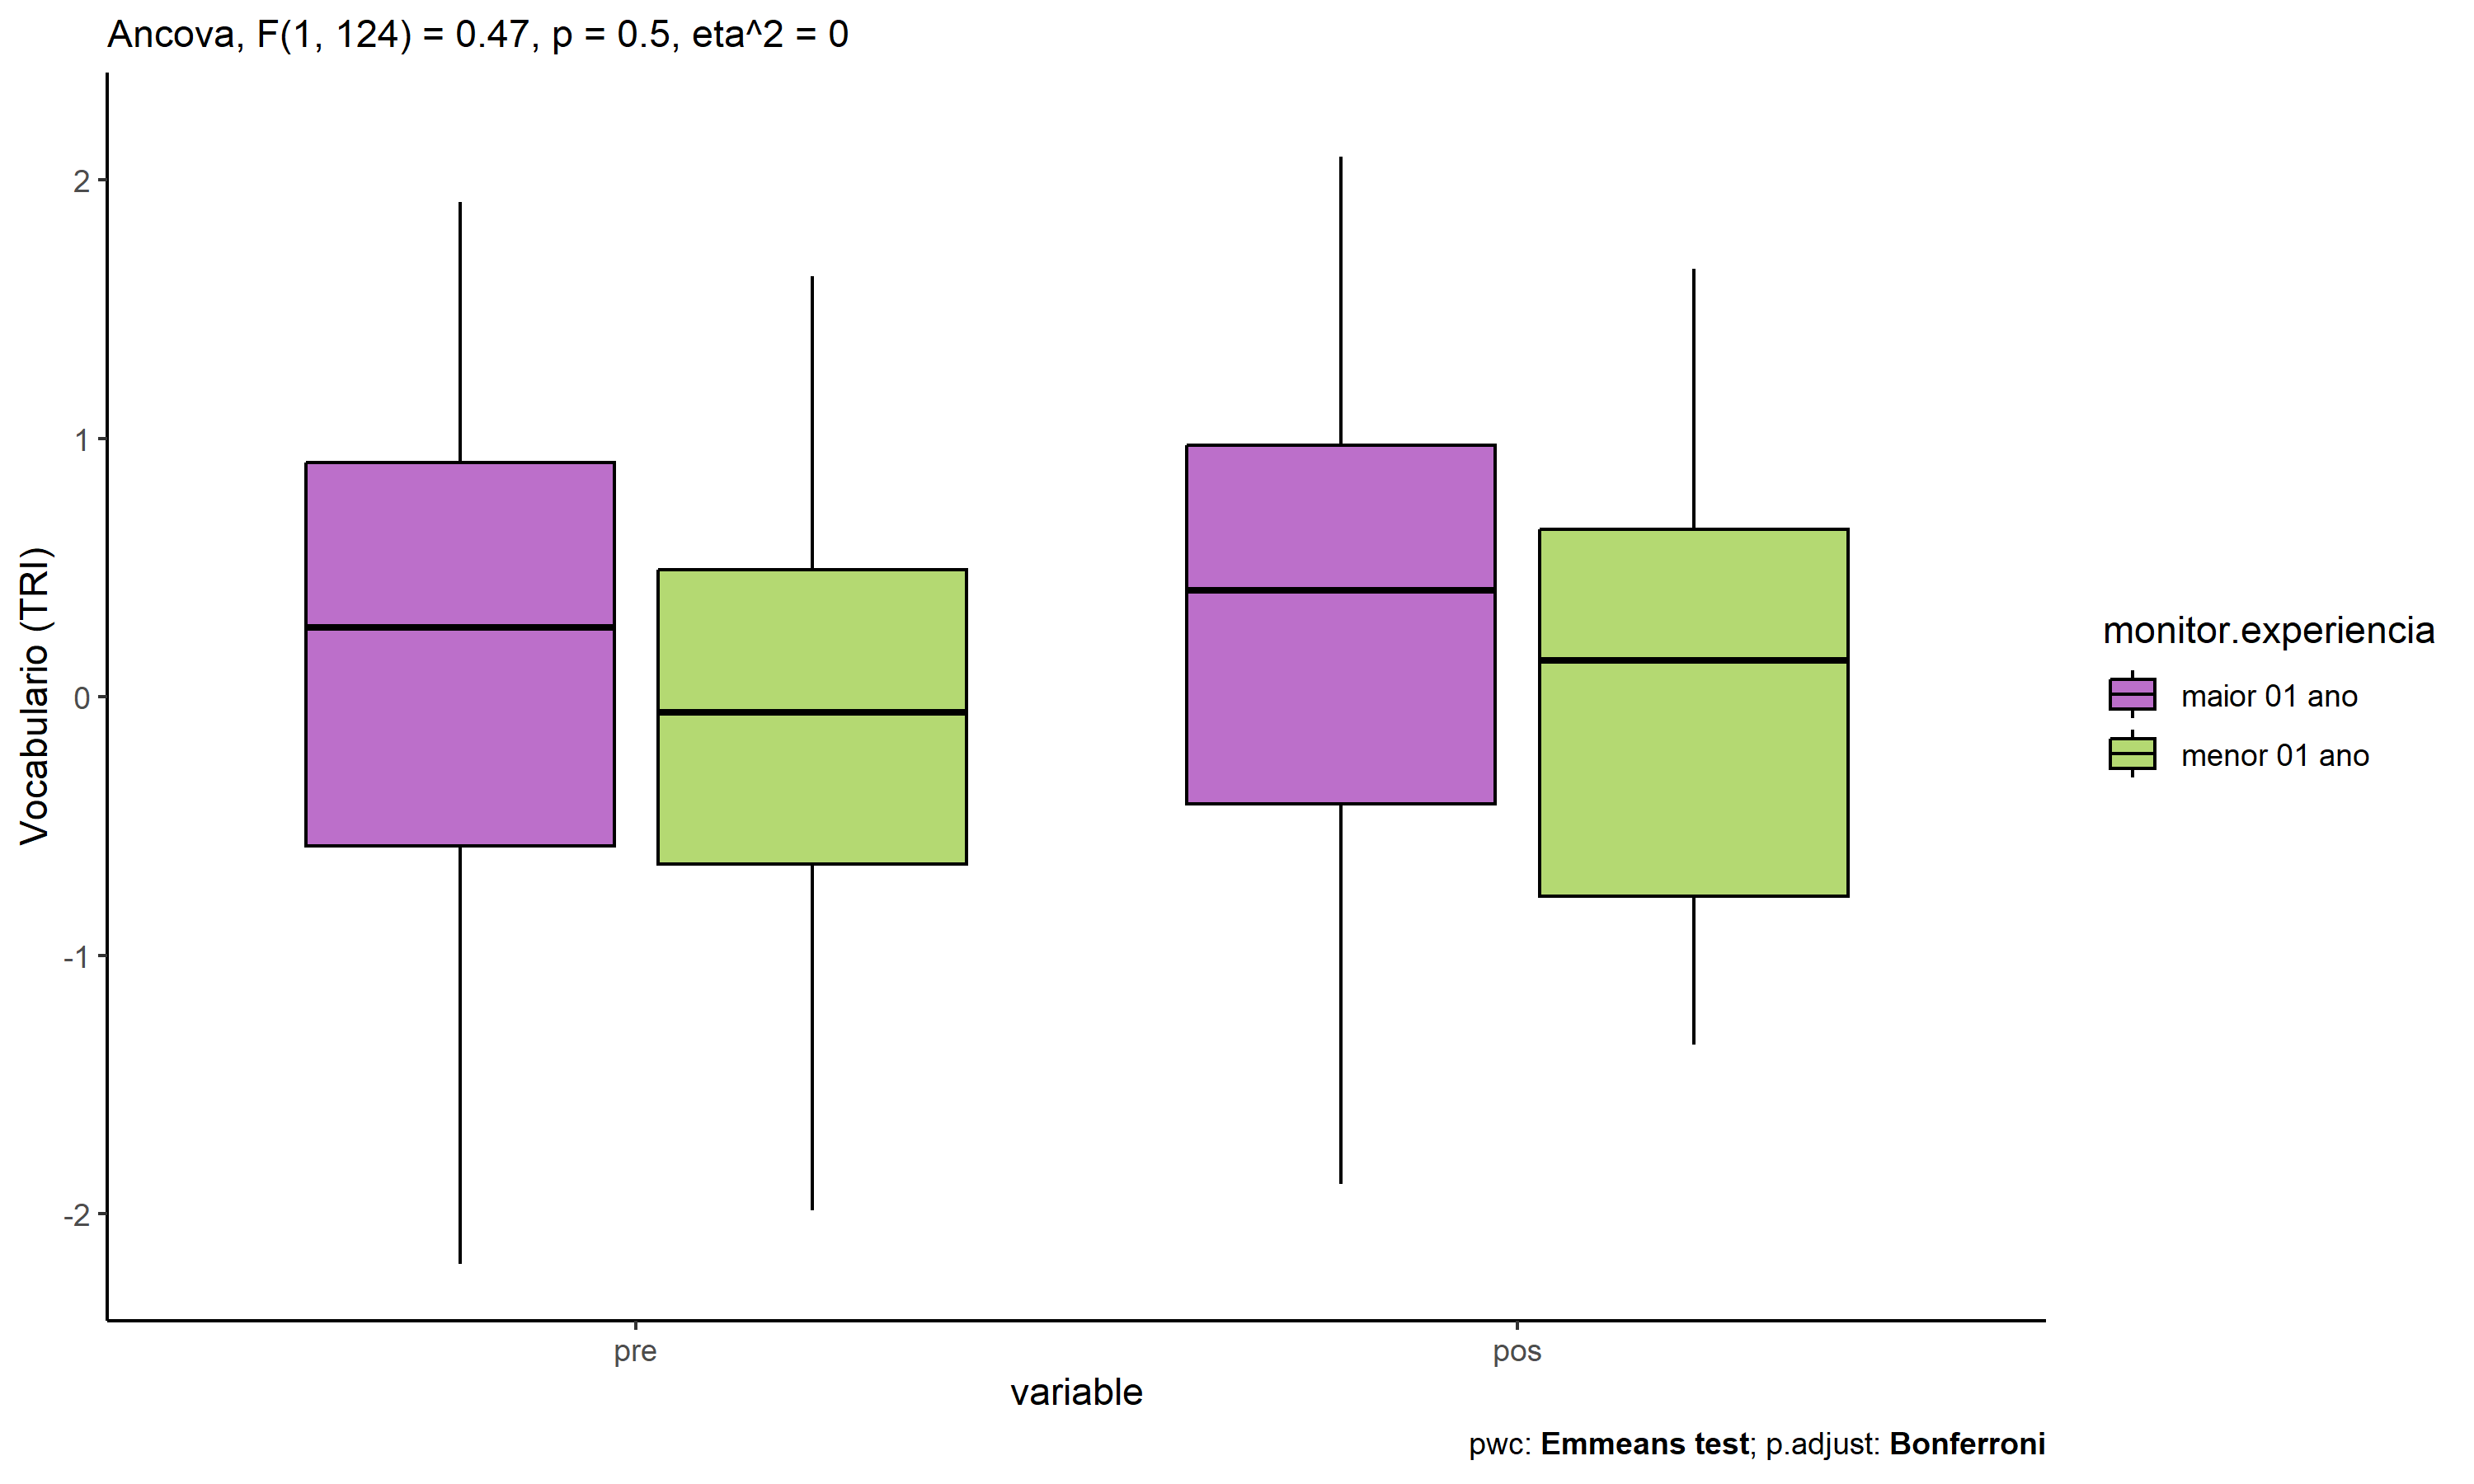 Ancova, F(1, 124) = 0.47, p = 0.5, eta^2 = 0
Vocabulario (TRI)
2
1
0
-1
-2
pre
pos
variable
monitor.experiencia
maior 01 ano
menor 01 ano
pwc: Emmeans test; p.adjust: Bonferroni